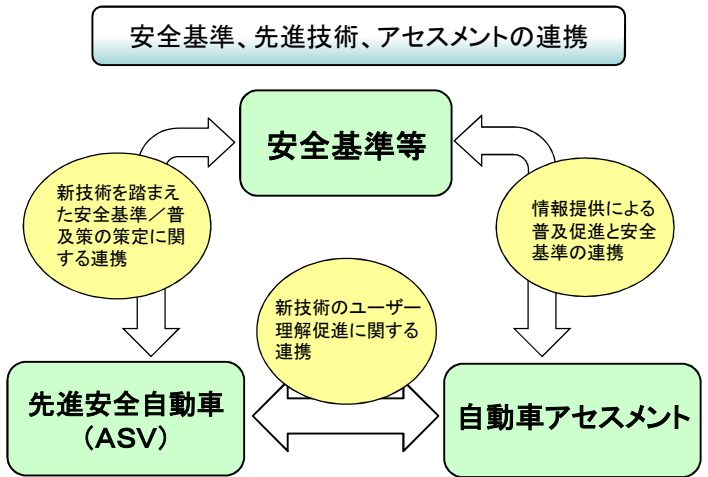 安全基準、先進技術、アセスメントの連携
安全基準等
新技術を踏まえ
た安全基準／普
及策の策定に関
する連携
情報提供による
普及促進と安全
基準の連携
新技術のユーザー
理解促進に関する
連携
先進安全自動車
（ASV）
自動車アセスメント